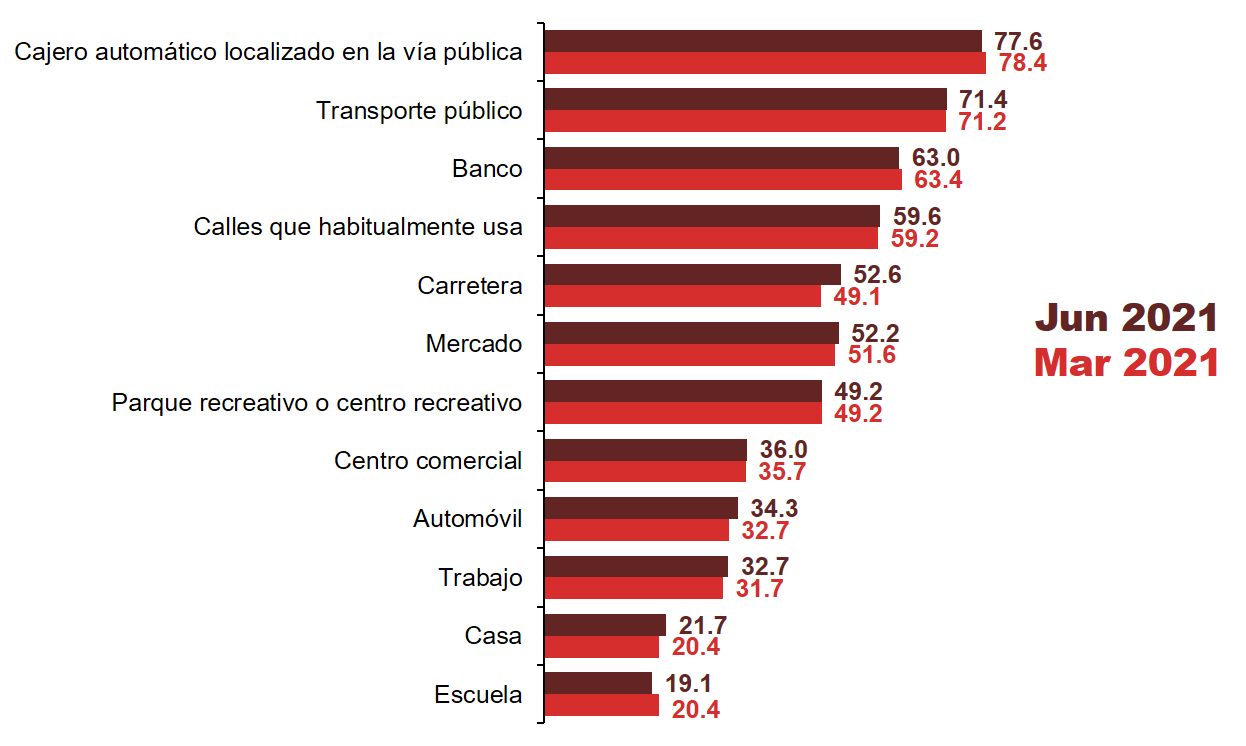 Cajero automático localizado en la vía pública
77.6
78.4
Transporte público
71.4
71.2
Banco
63.0
63.4
Calles que habitualmente usa
59.6
59.2
Carretera
52.6
49.1
Mercado
52.2
51.6
Parque recreativo o centro recreativo
49.2
49.2
Centro comercial
36.0
35.7
Automóvil
34.3
32.7
Trabajo
32.7
31.7
Casa
21.7
20.4
Escuela
19.1
20.4
Jun 2021
Mar 2021